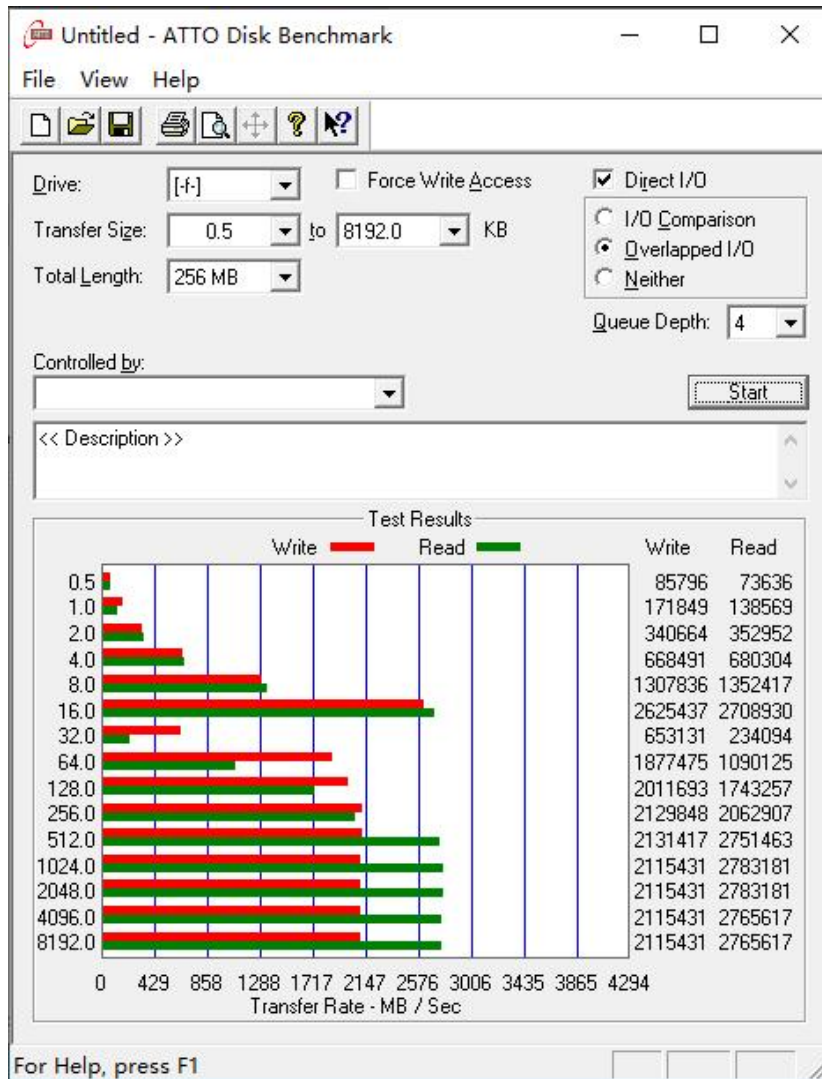 Untitled - ATTO Disk Benchmark
File View Help
Drive: [-f-] Force Write Access Direct I/O
Transfer Size: 0.5 to 8192.0 KB I/O Comparison
Overlapped I/O
Total Length: 256 MB Neither
Queue Depth: 4
Controlled by:
Start
<< Description >>
Test Results
Write Read Write Read
0.5 85796 73636
1.0 171849 138569
2.0 340664 352952
4.0 668491 680304
8.0 1307836 1352417
16.0 2625437 2708930
32.0 653131 234094
64.0 1877475 1090125
128.0 2011693 1743257
256.0 2129848 2062907
512.0 2131417 2751463
1024.0 2115431 2783181
2048.0 2115431 2783181
4096.0 2115431 2765617
8192.0 2115431 2765617
0 429 858 1288 1717 2147 2576 3006 3435 3865 4294
Transfer Rate - MB / Sec
For Help, press F1